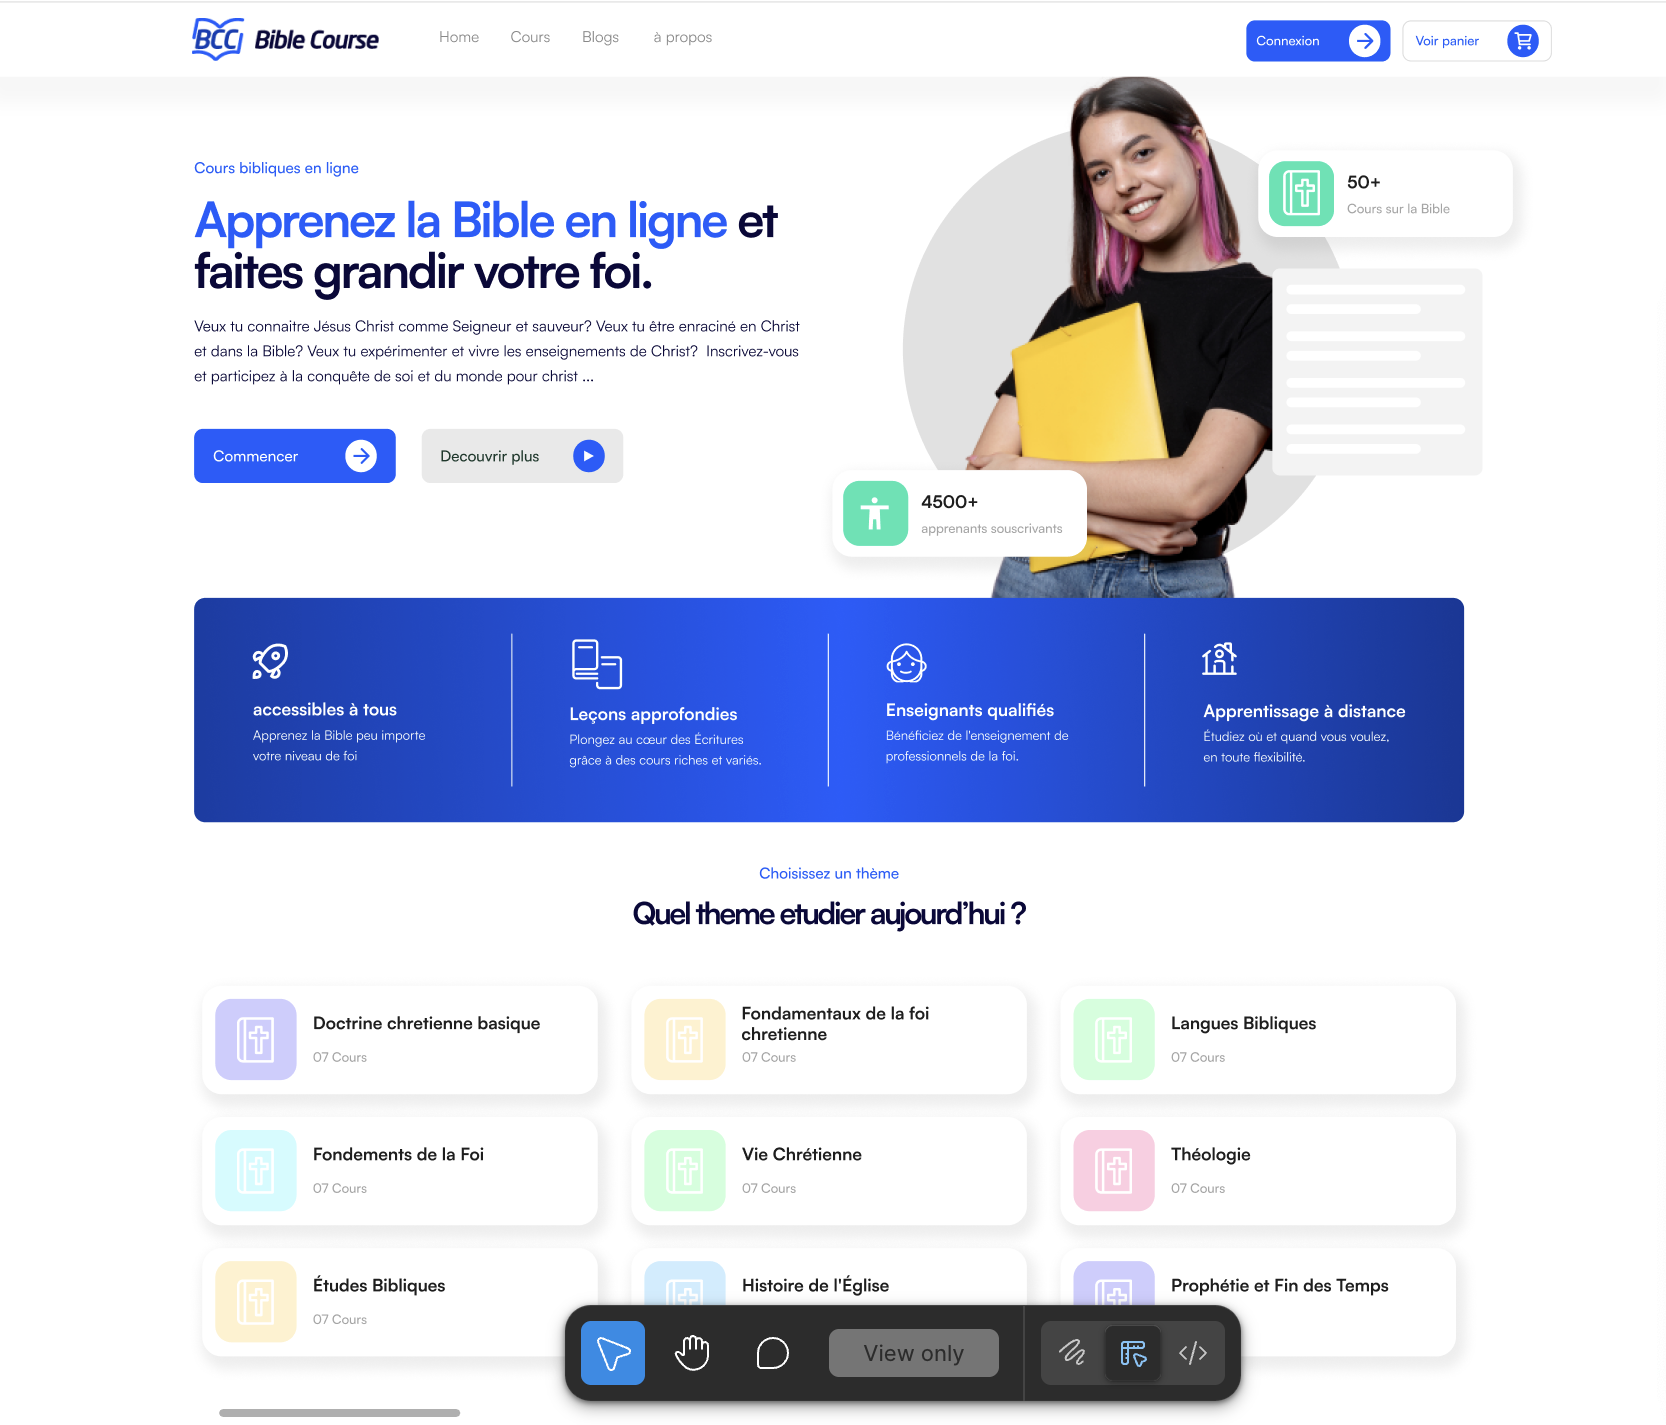 BCC Bible Course
Home Cours Blogs à propos
Connexion
Voir panier
Cours bibliques en ligne
Apprenez la Bible en ligne et
faites grandir votre foi.
Veux tu connaitre Jésus Christ comme Seigneur et sauveur? Veux tu être enraciné en Christ
et dans la Bible? Veux tu expérimenter et vivre les enseignements de Christ? Inscrivez-vous
et participez à la conquête de soi et du monde pour christ ...
Commencer
Decouvrir plus
50+
Cours sur la Bible
4500+
apprenants souscrivants
accessibles à tous
Apprenez la Bible peu importe
votre niveau de foi
Leçons approfondies
Plongez au cœur des Écritures
grâce à des cours riches et variés.
Enseignants qualifiés
Bénéficiez de l'enseignement de
professionnels de la foi.
Apprentissage à distance
Étudiez où et quand vous voulez,
en toute flexibilité.
Choisissez un thème
Quel theme etudier aujourd’hui ?
Doctrine chretienne basique
07 Cours
Fondamentaux de la foi
chretienne
07 Cours
Langues Bibliques
07 Cours
Fondements de la Foi
07 Cours
Vie Chrétienne
07 Cours
Théologie
07 Cours
Études Bibliques
07 Cours
Histoire de l'Église
Prophétie et Fin des Temps
View only